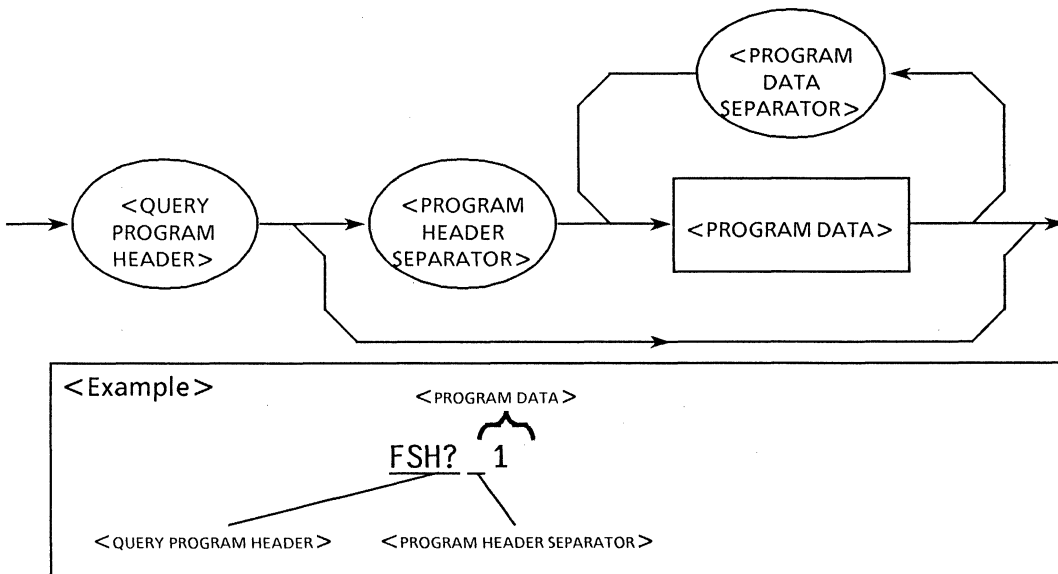 <PROGRAM
DATA
SEPARATOR>
<QUERY
PROGRAM
HEADER>
<PROGRAM
HEADER
SEPARATOR>
<PROGRAM DATA>
<Example>
<PROGRAM DATA>
FSH? 1
<QUERY PROGRAM HEADER> <PROGRAM HEADER SEPARATOR>